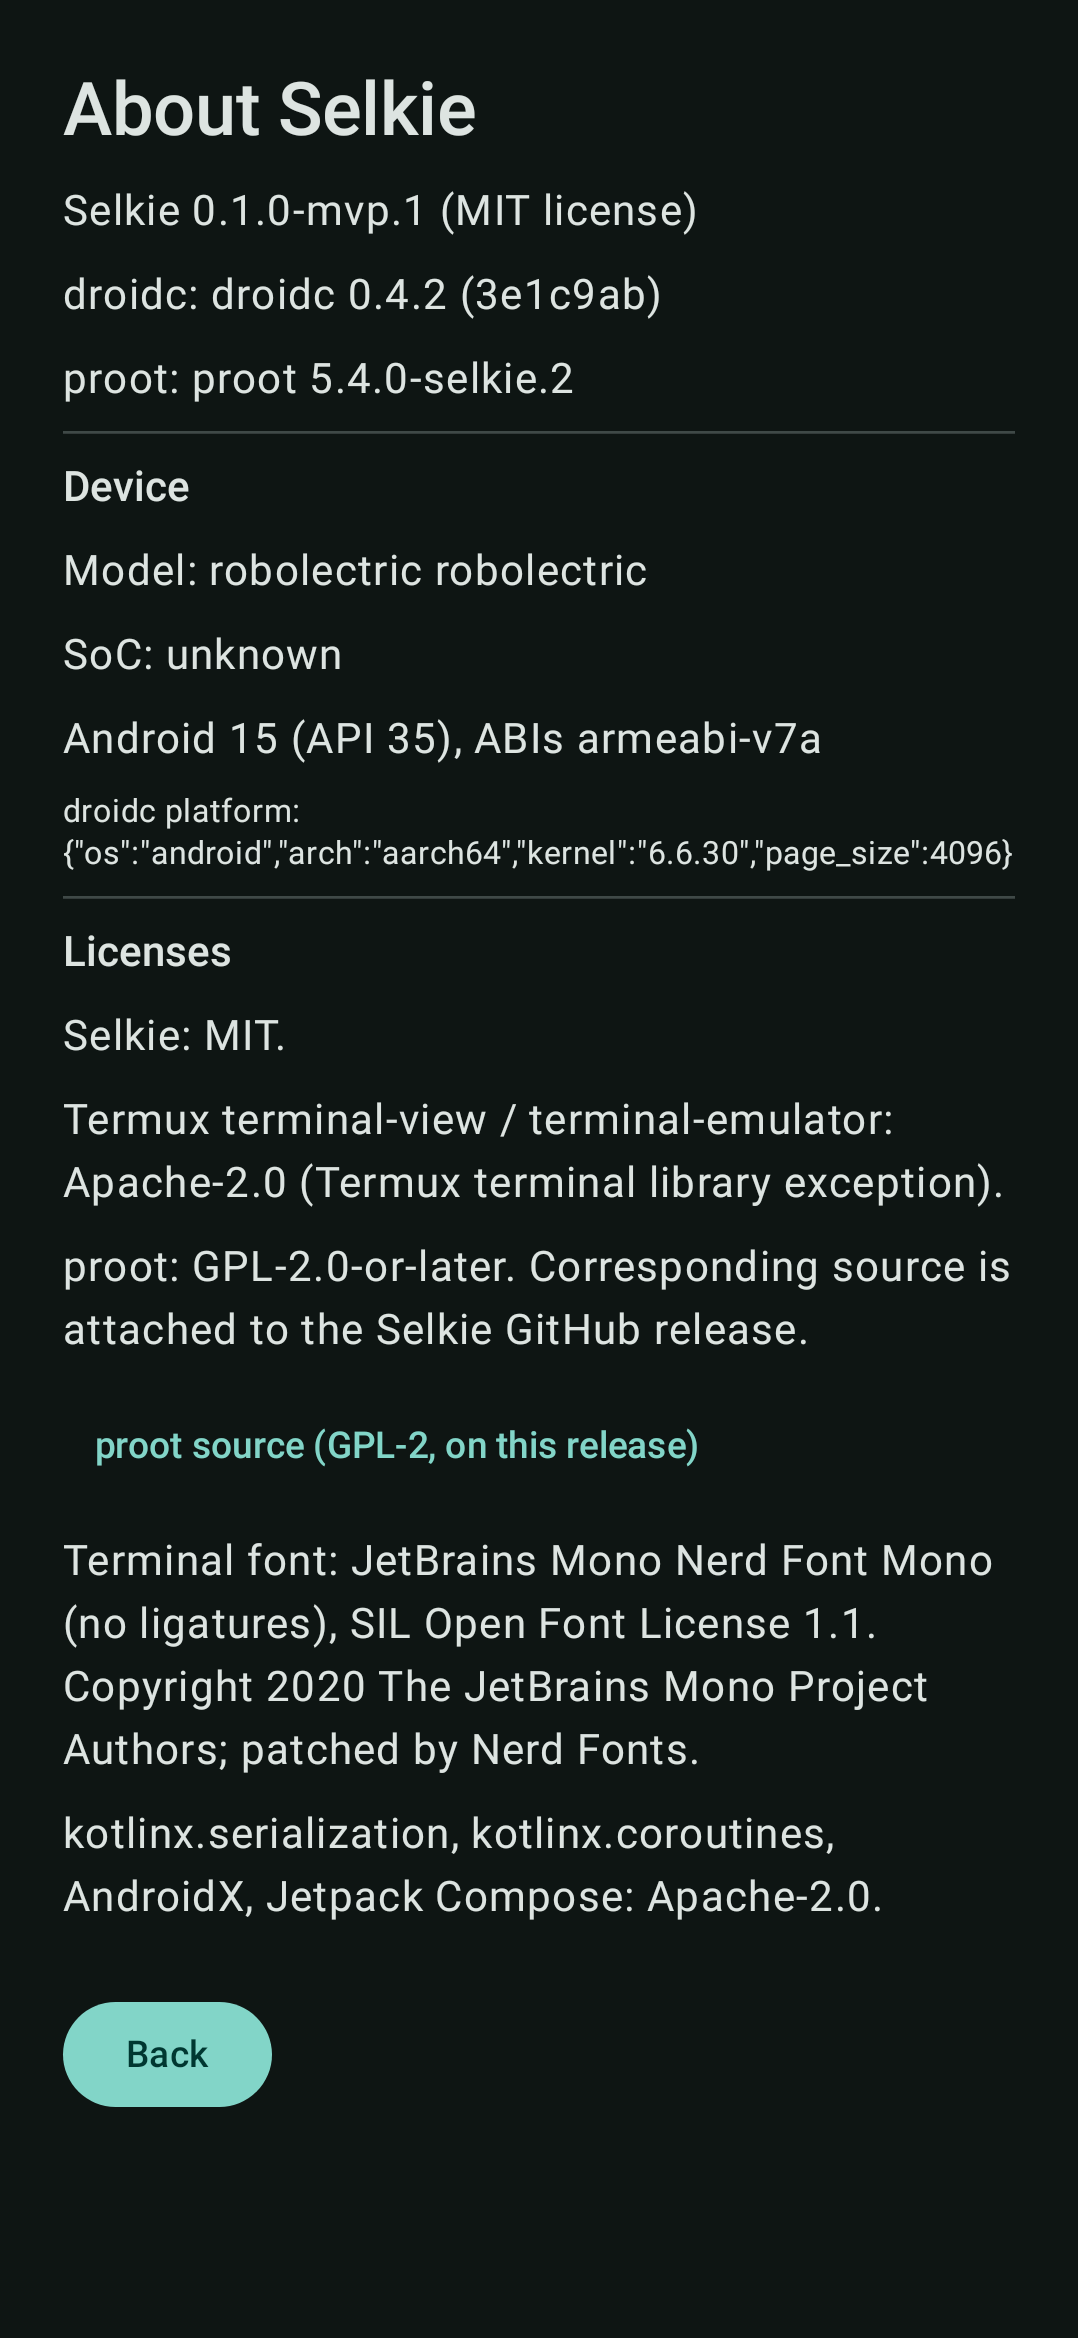 About Selkie
Selkie 0.1.0-mvp.1 (MIT license)
droidc: droidc 0.4.2 (3e1c9ab)
proot: proot 5.4.0-selkie.2
Device
Model: robolectric robolectric
SoC: unknown
Android 15 (API 35), ABIs armeabi-v7a
droidc platform:
{"os":"android","arch":"aarch64","kernel":"6.6.30","page_size":4096}
Licenses
Selkie: MIT.
Termux terminal-view / terminal-emulator:
Apache-2.0 (Termux terminal library exception).
proot: GPL-2.0-or-later. Corresponding source is
attached to the Selkie GitHub release.
proot source (GPL-2, on this release)
Terminal font: JetBrains Mono Nerd Font Mono
(no ligatures), SIL Open Font License 1.1.
Copyright 2020 The JetBrains Mono Project
Authors; patched by Nerd Fonts.
kotlinx.serialization, kotlinx.coroutines,
AndroidX, Jetpack Compose: Apache-2.0.
Back